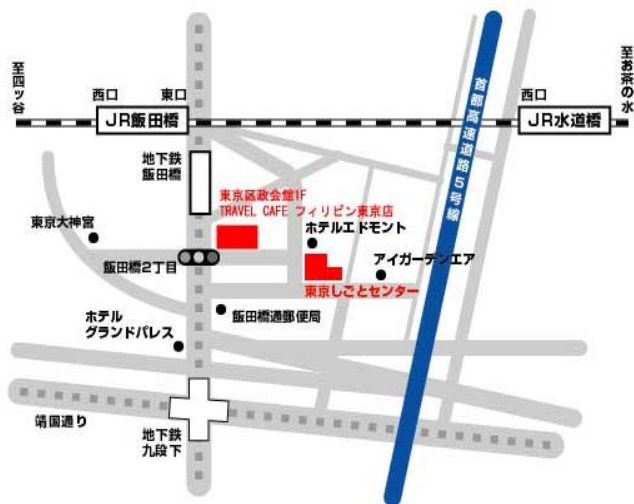 至四ッ谷
西口
東口
JR飯田橋
至お茶の水
西口
JR水道橋
首都高速道路5号線
地下鉄
飯田橋
東京区政会館1F
TRAVEL CAFE フィリピン東京店
東京大神宮
ホテルエドモント
飯田橋2丁目
アイガーデンエア
東京しごとセンター
ホテル
グランドパレス
飯田橋通郵便局
靖国通り
地下鉄
九段下